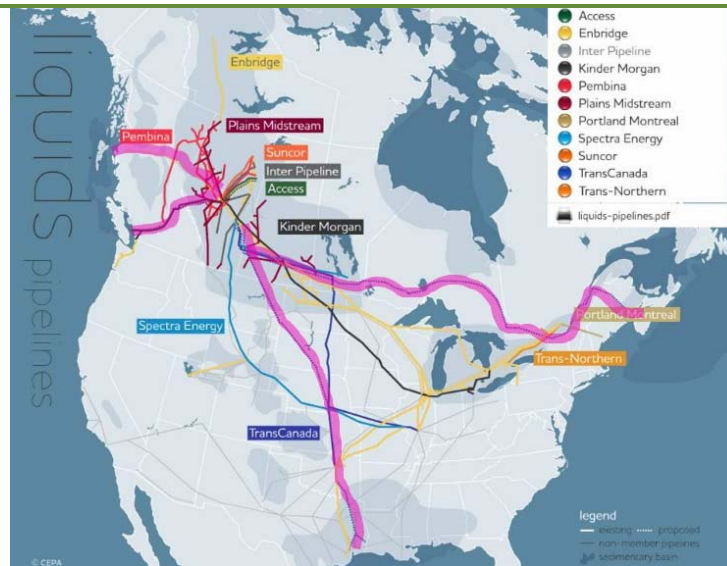 liquids pipelines
Access
Enbridge
Inter Pipeline
Kinder Morgan
Pembina
Plains Midstream
Portland Montreal
Spectra Energy
Suncor
TransCanada
Trans-Northern
liquids-pipelines.pdf
Enbridge
Plains Midstream
Pembina
Suncor
Inter Pipeline
Access
Kinder Morgan
Portland Montreal
Spectra Energy
Trans-Northern
TransCanada
legend
existing proposed
non-member pipelines
sedimentary basin
© CEPA